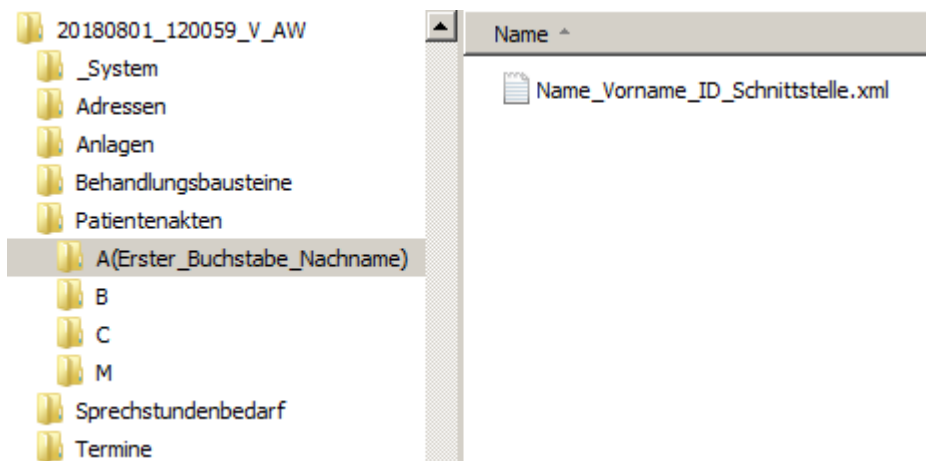 20180801_120059_V_AW
_System
Adressen
Anlagen
Behandlungsbausteine
Patientenakten
A(Erster_Buchstabe_Nachname)
B
C
M
Sprechstundenbedarf
Termine
Name
Name_Vorname_ID_Schnittstelle.xml